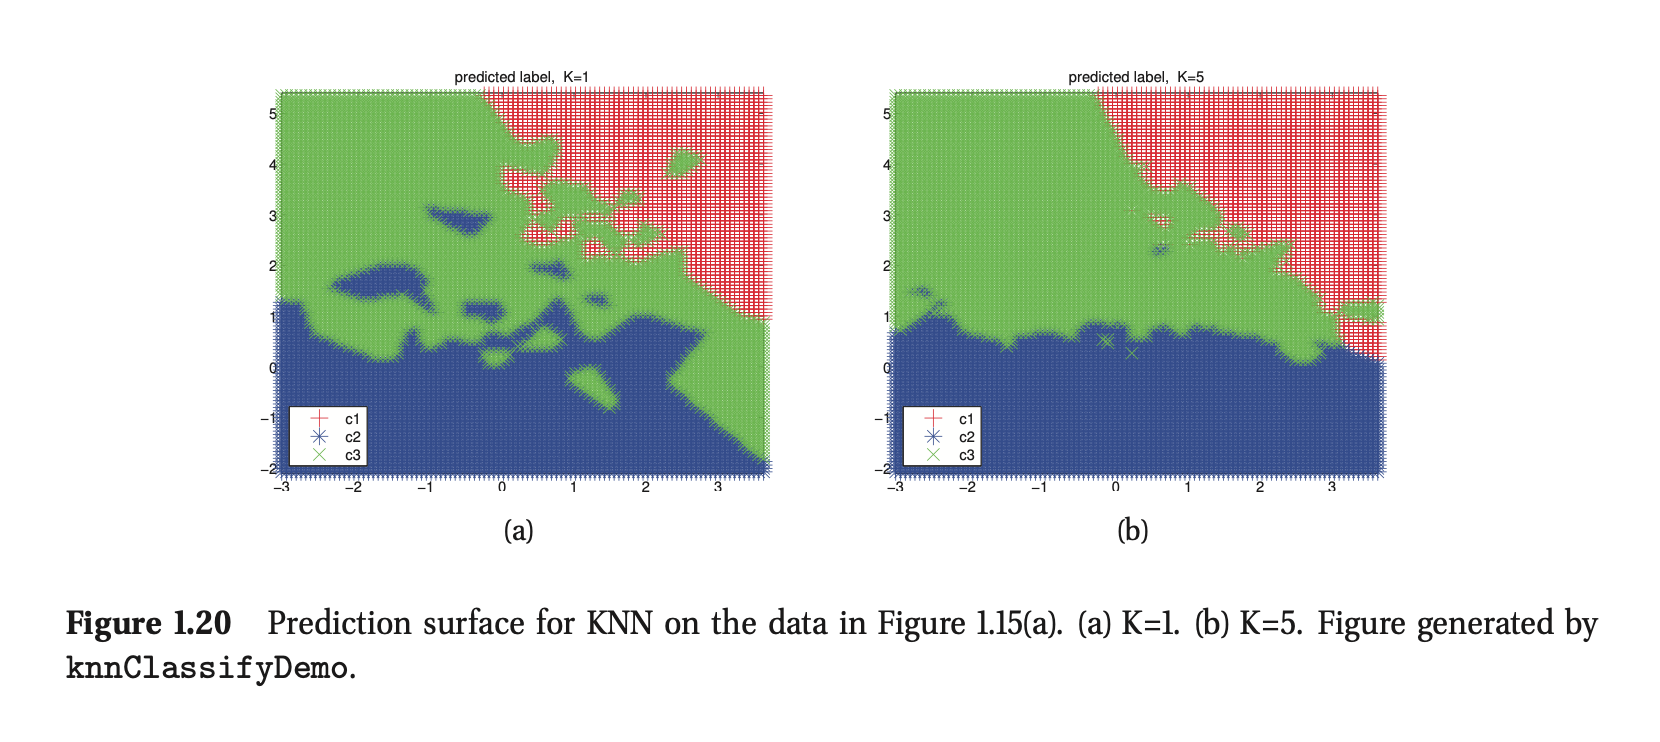 predicted label, K=1
5
4
3
2
1
0
−1
−2
c1
c2
c3
−3 −2 −1 0 1 2 3
(a)
predicted label, K=5
5
4
3
2
1
0
−1
−2
c1
c2
c3
−3 −2 −1 0 1 2 3
(b)
Figure 1.20 Prediction surface for KNN on the data in Figure 1.15(a). (a) K=1. (b) K=5. Figure generated by
knnClassifyDemo.